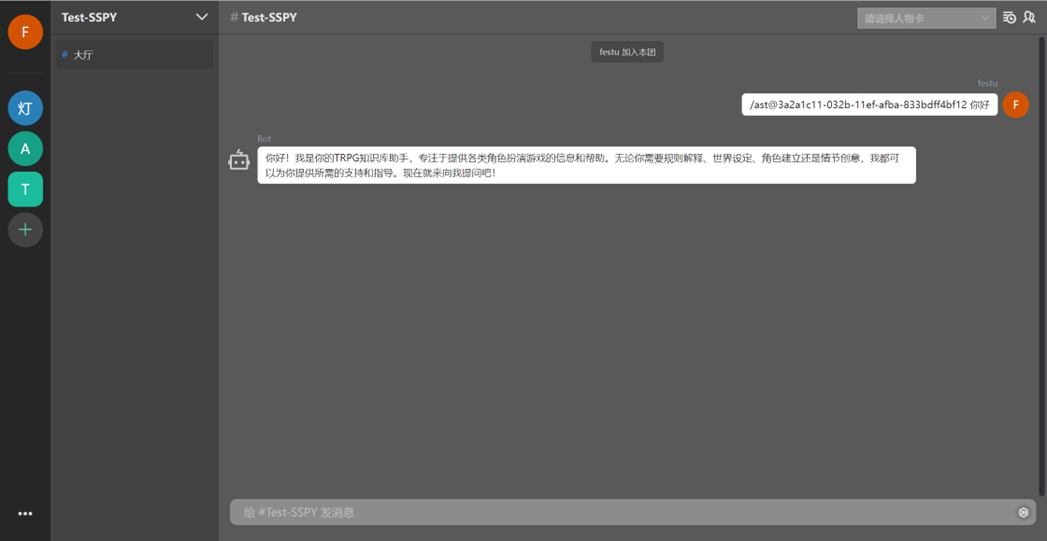 F
灯
A
T
Test-SSPY
# 大厅
# Test-SSPY
请选择人物卡
festu 加入本团
festu
/ast@3a2a1c11-032b-11ef-afba-833bdff4bf12 你好
F
Bot
你好！我是你的TRPG知识库助手，专注于提供各类角色扮演游戏的信息和帮助。无论你需要规则解释、世界设定、角色建立还是情节创意，我都可
以为你提供所需的支持和指导。现在就来向我提问吧！
给 #Test-SSPY 发消息